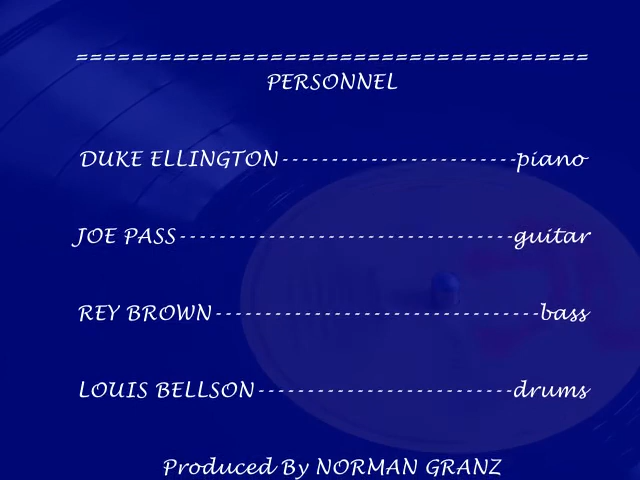 =====================================
PERSONNEL
DUKE ELLINGTON------------------------piano
JOE PASS----------------------------------guitar
REY BROWN---------------------------------bass
LOUIS BELLSON--------------------------drums
Produced By NORMAN GRANZ